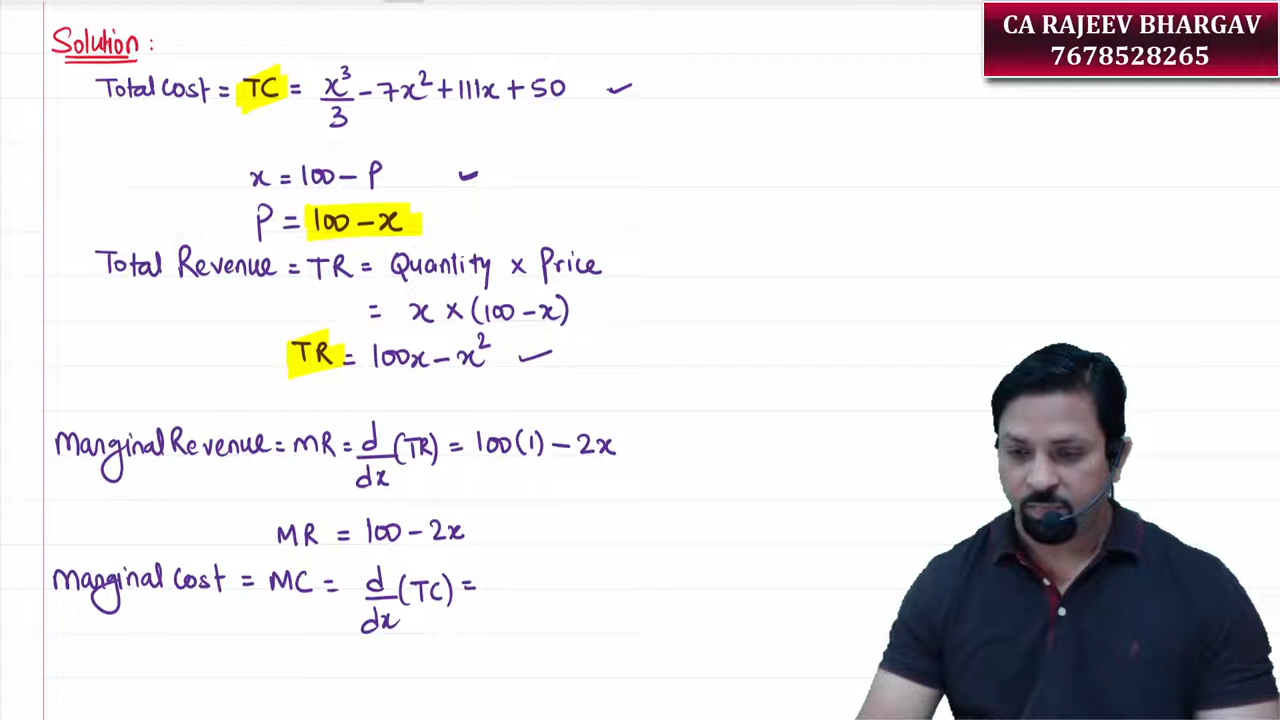 CA RAJEEV BHARGAV
7678528265
Solution :
Total Cost = TC = x³/3 - 7x² + 111x + 50
x = 100 - P
P = 100 - x
Total Revenue = TR = Quantity × Price
= x × (100 - x)
TR = 100x - x²
Marginal Revenue = MR = d/dx (TR) = 100(1) - 2x
MR = 100 - 2x
Marginal Cost = MC = d/dx (TC) =